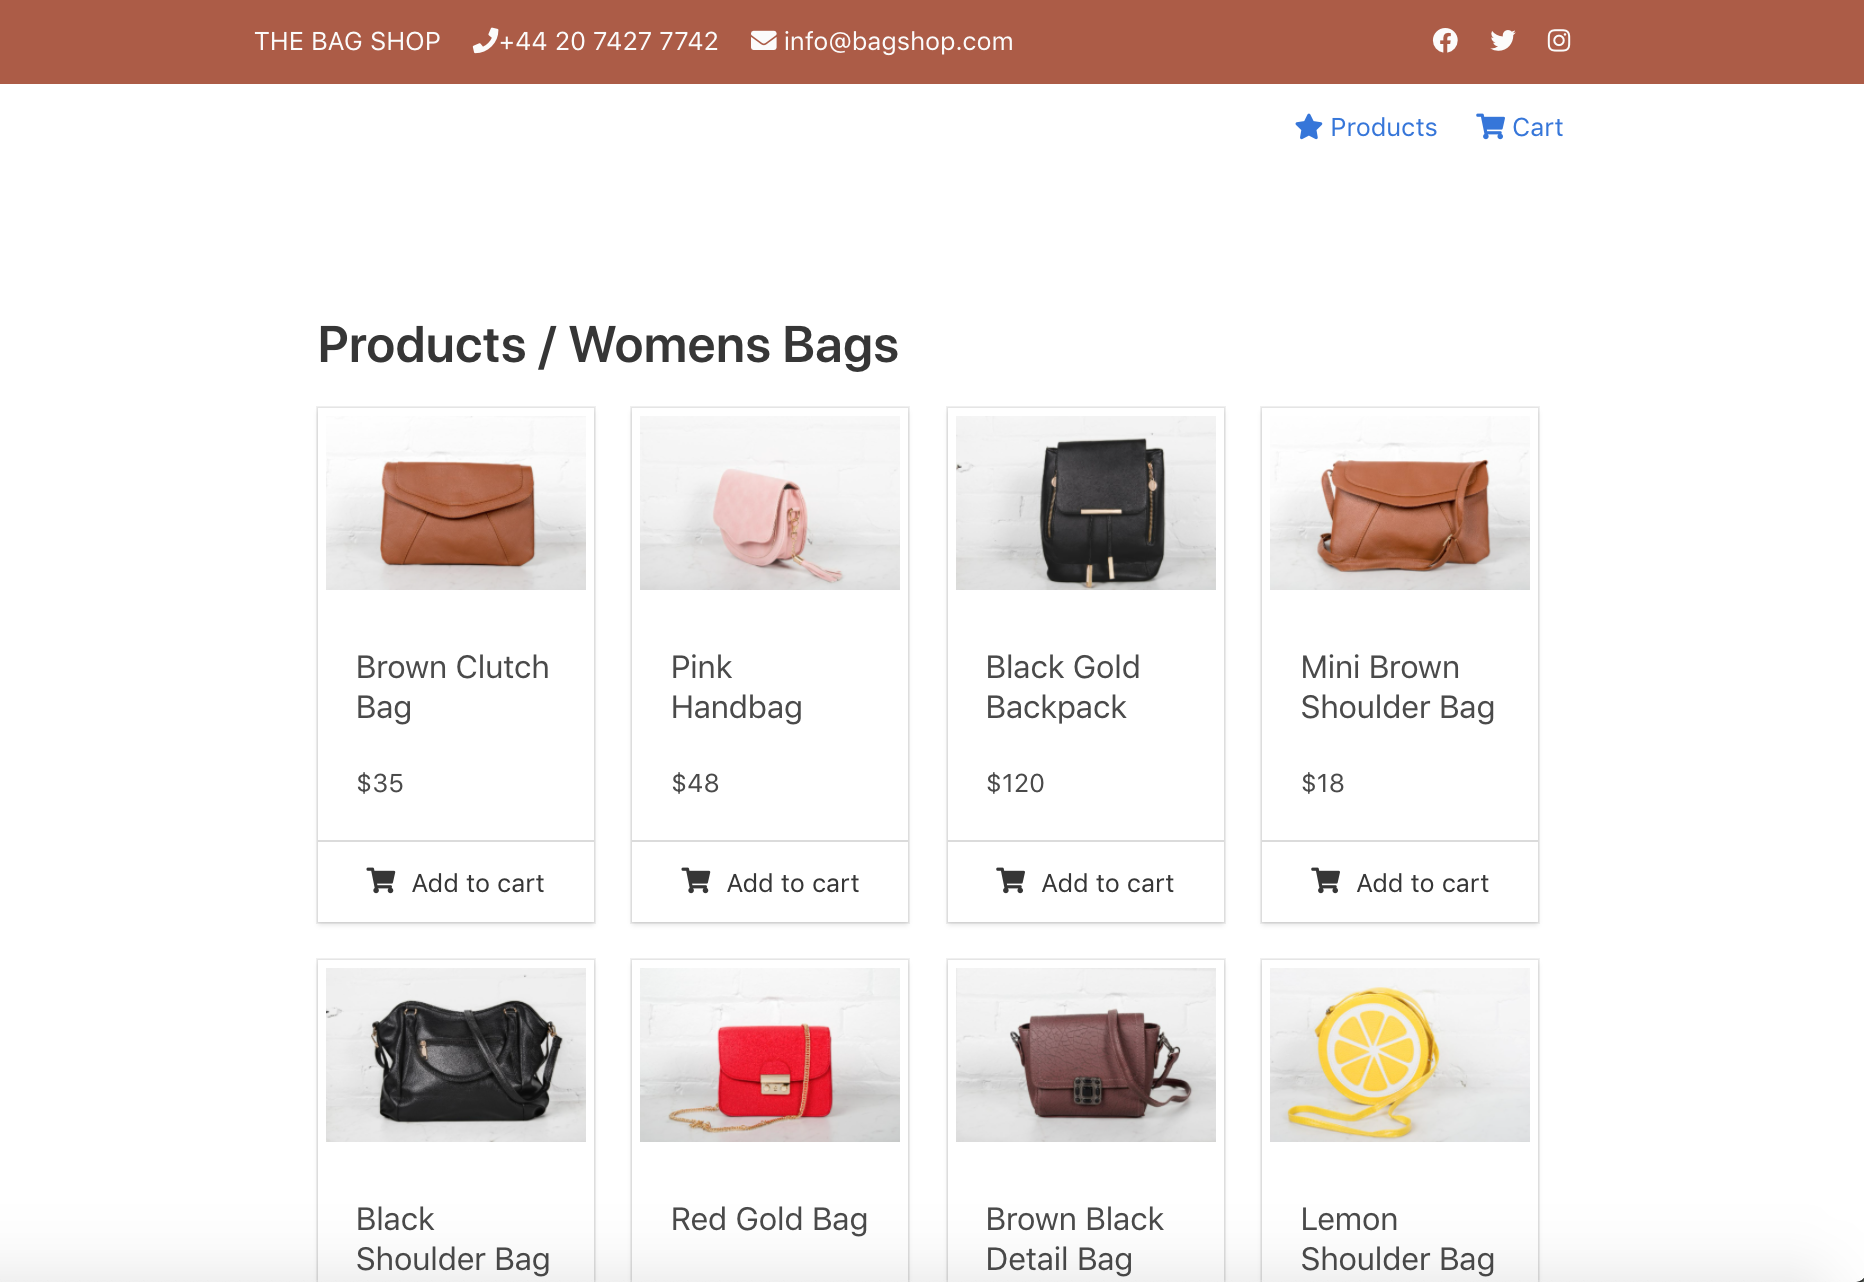 THE BAG SHOP +44 20 7427 7742 info@bagshop.com
Products Cart
Products / Womens Bags
Brown Clutch
Bag
$35
Add to cart
Pink
Handbag
$48
Add to cart
Black Gold
Backpack
$120
Add to cart
Mini Brown
Shoulder Bag
$18
Add to cart
Black
Shoulder Bag
Red Gold Bag
Brown Black
Detail Bag
Lemon
Shoulder Bag